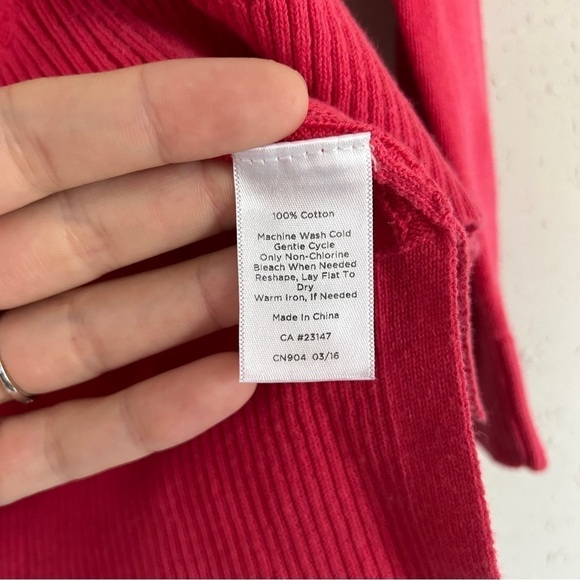 100% Cotton
Machine Wash Cold
Gentle Cycle
Only Non-Chlorine
Bleach When Needed
Reshape, Lay Flat To
Dry
Warm Iron, If Needed
Made in China
CA #23147
CN904 03/16